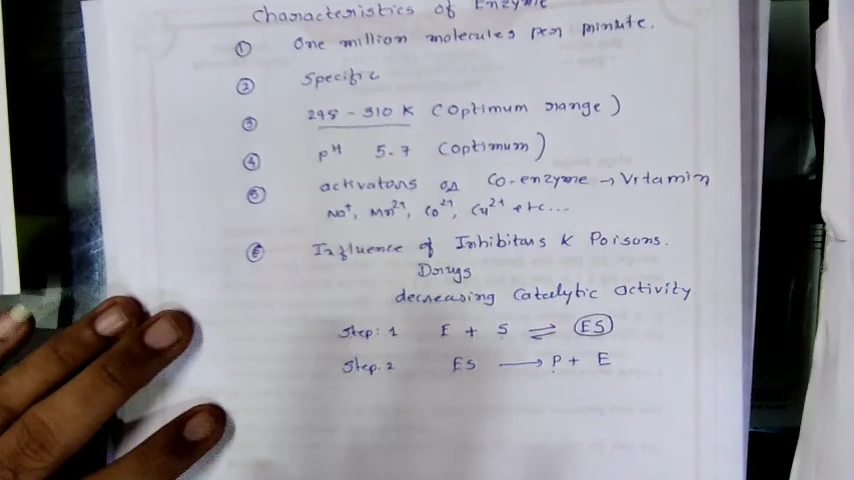 Characteristics of Enzyme
① One million molecules per minute.
② Specific
③ 298 - 310 K (Optimum range)
④ pH 5-7 (optimum)
⑤ activators or Co-enzyme → Vitamin
Na⁺, Mn²⁺, Co²⁺, Cu²⁺ etc...
⑥ Influence of Inhibitors & Poisons.
Drugs
decreasing Catalytic activity
Step: 1 E + S ⇌ ES
Step. 2 ES → P + E